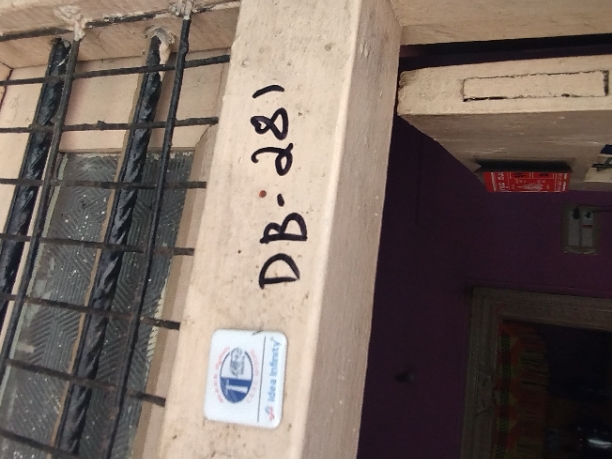 DB-281
T
idea Infinity